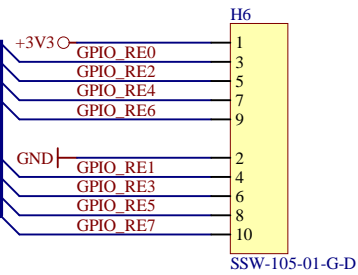 H6
+3V3 1
GPIO_RE0 3
GPIO_RE2 5
GPIO_RE4 7
GPIO_RE6 9
GND 2
GPIO_RE1 4
GPIO_RE3 6
GPIO_RE5 8
GPIO_RE7 10
SSW-105-01-G-D